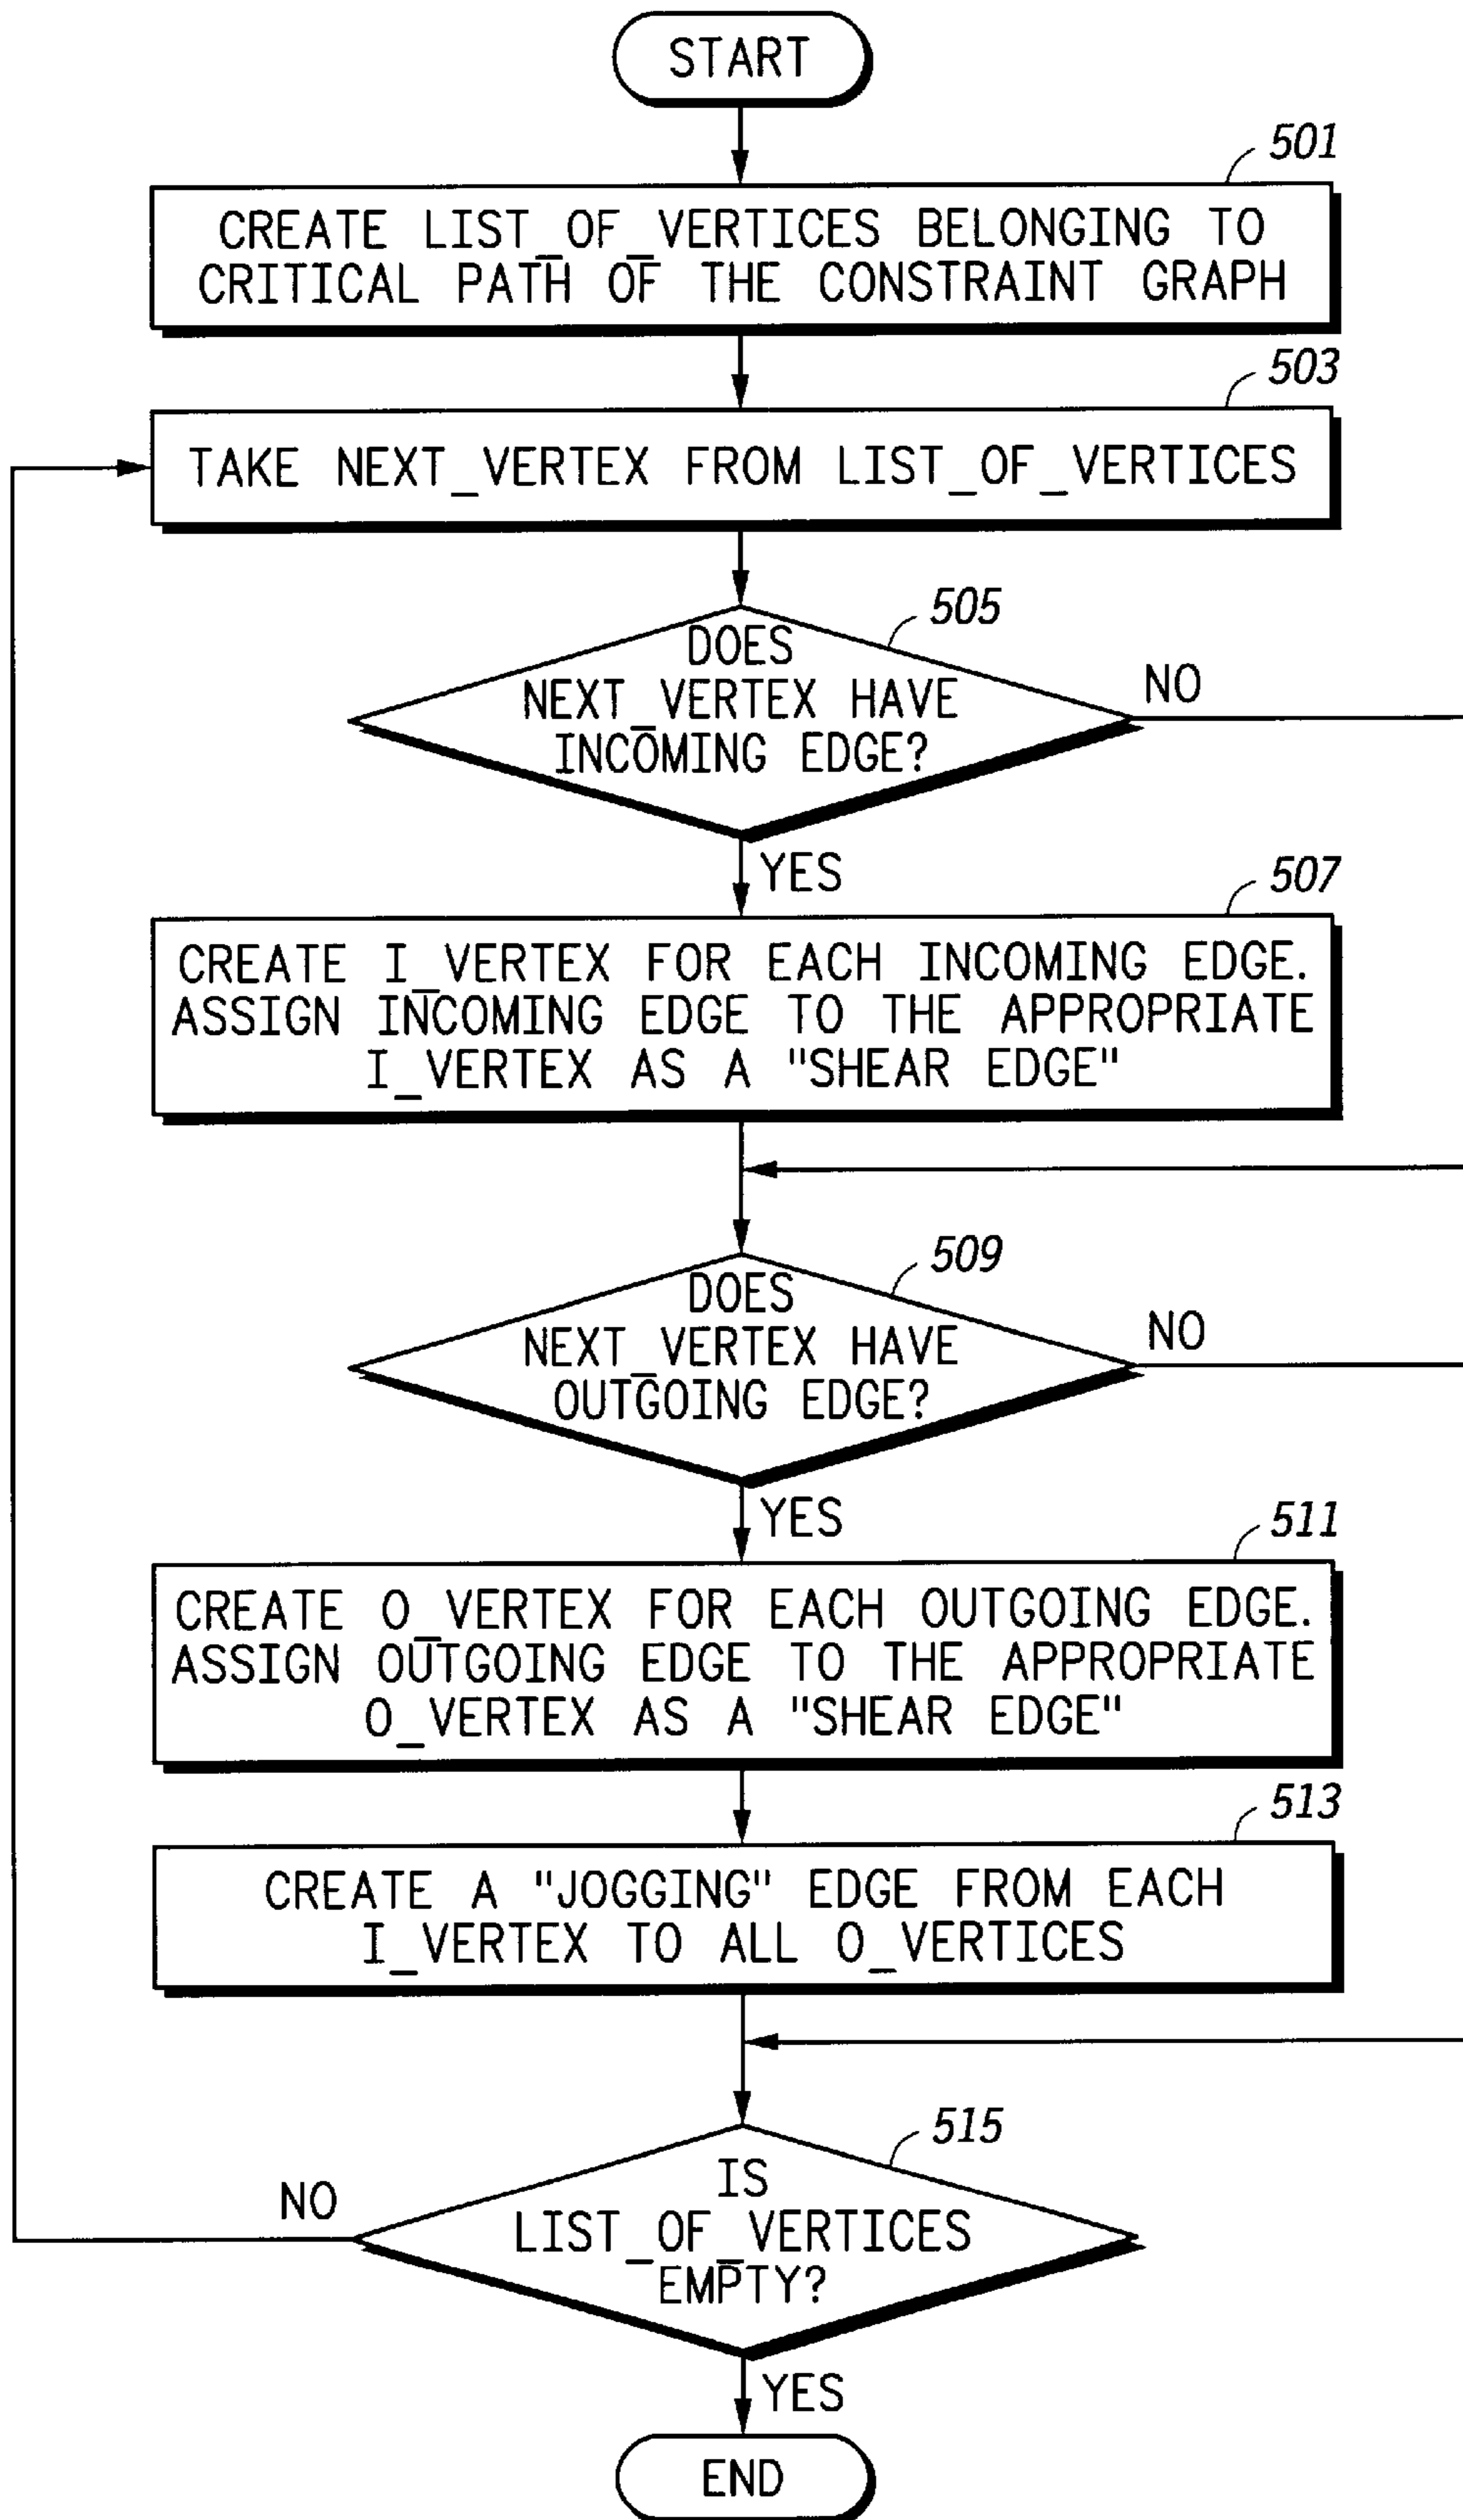 START
501
CREATE LIST_OF_VERTICES BELONGING TO
CRITICAL PATH OF THE CONSTRAINT GRAPH
503
TAKE NEXT_VERTEX FROM LIST_OF_VERTICES
505
DOES
NEXT_VERTEX HAVE
INCOMING EDGE?
NO
YES
507
CREATE I_VERTEX FOR EACH INCOMING EDGE.
ASSIGN INCOMING EDGE TO THE APPROPRIATE
I_VERTEX AS A "SHEAR EDGE"
509
DOES
NEXT_VERTEX HAVE
OUTGOING EDGE?
NO
YES
511
CREATE O_VERTEX FOR EACH OUTGOING EDGE.
ASSIGN OUTGOING EDGE TO THE APPROPRIATE
O_VERTEX AS A "SHEAR EDGE"
513
CREATE A "JOGGING" EDGE FROM EACH
I_VERTEX TO ALL O_VERTICES
515
IS
LIST_OF_VERTICES
EMPTY?
NO
YES
END